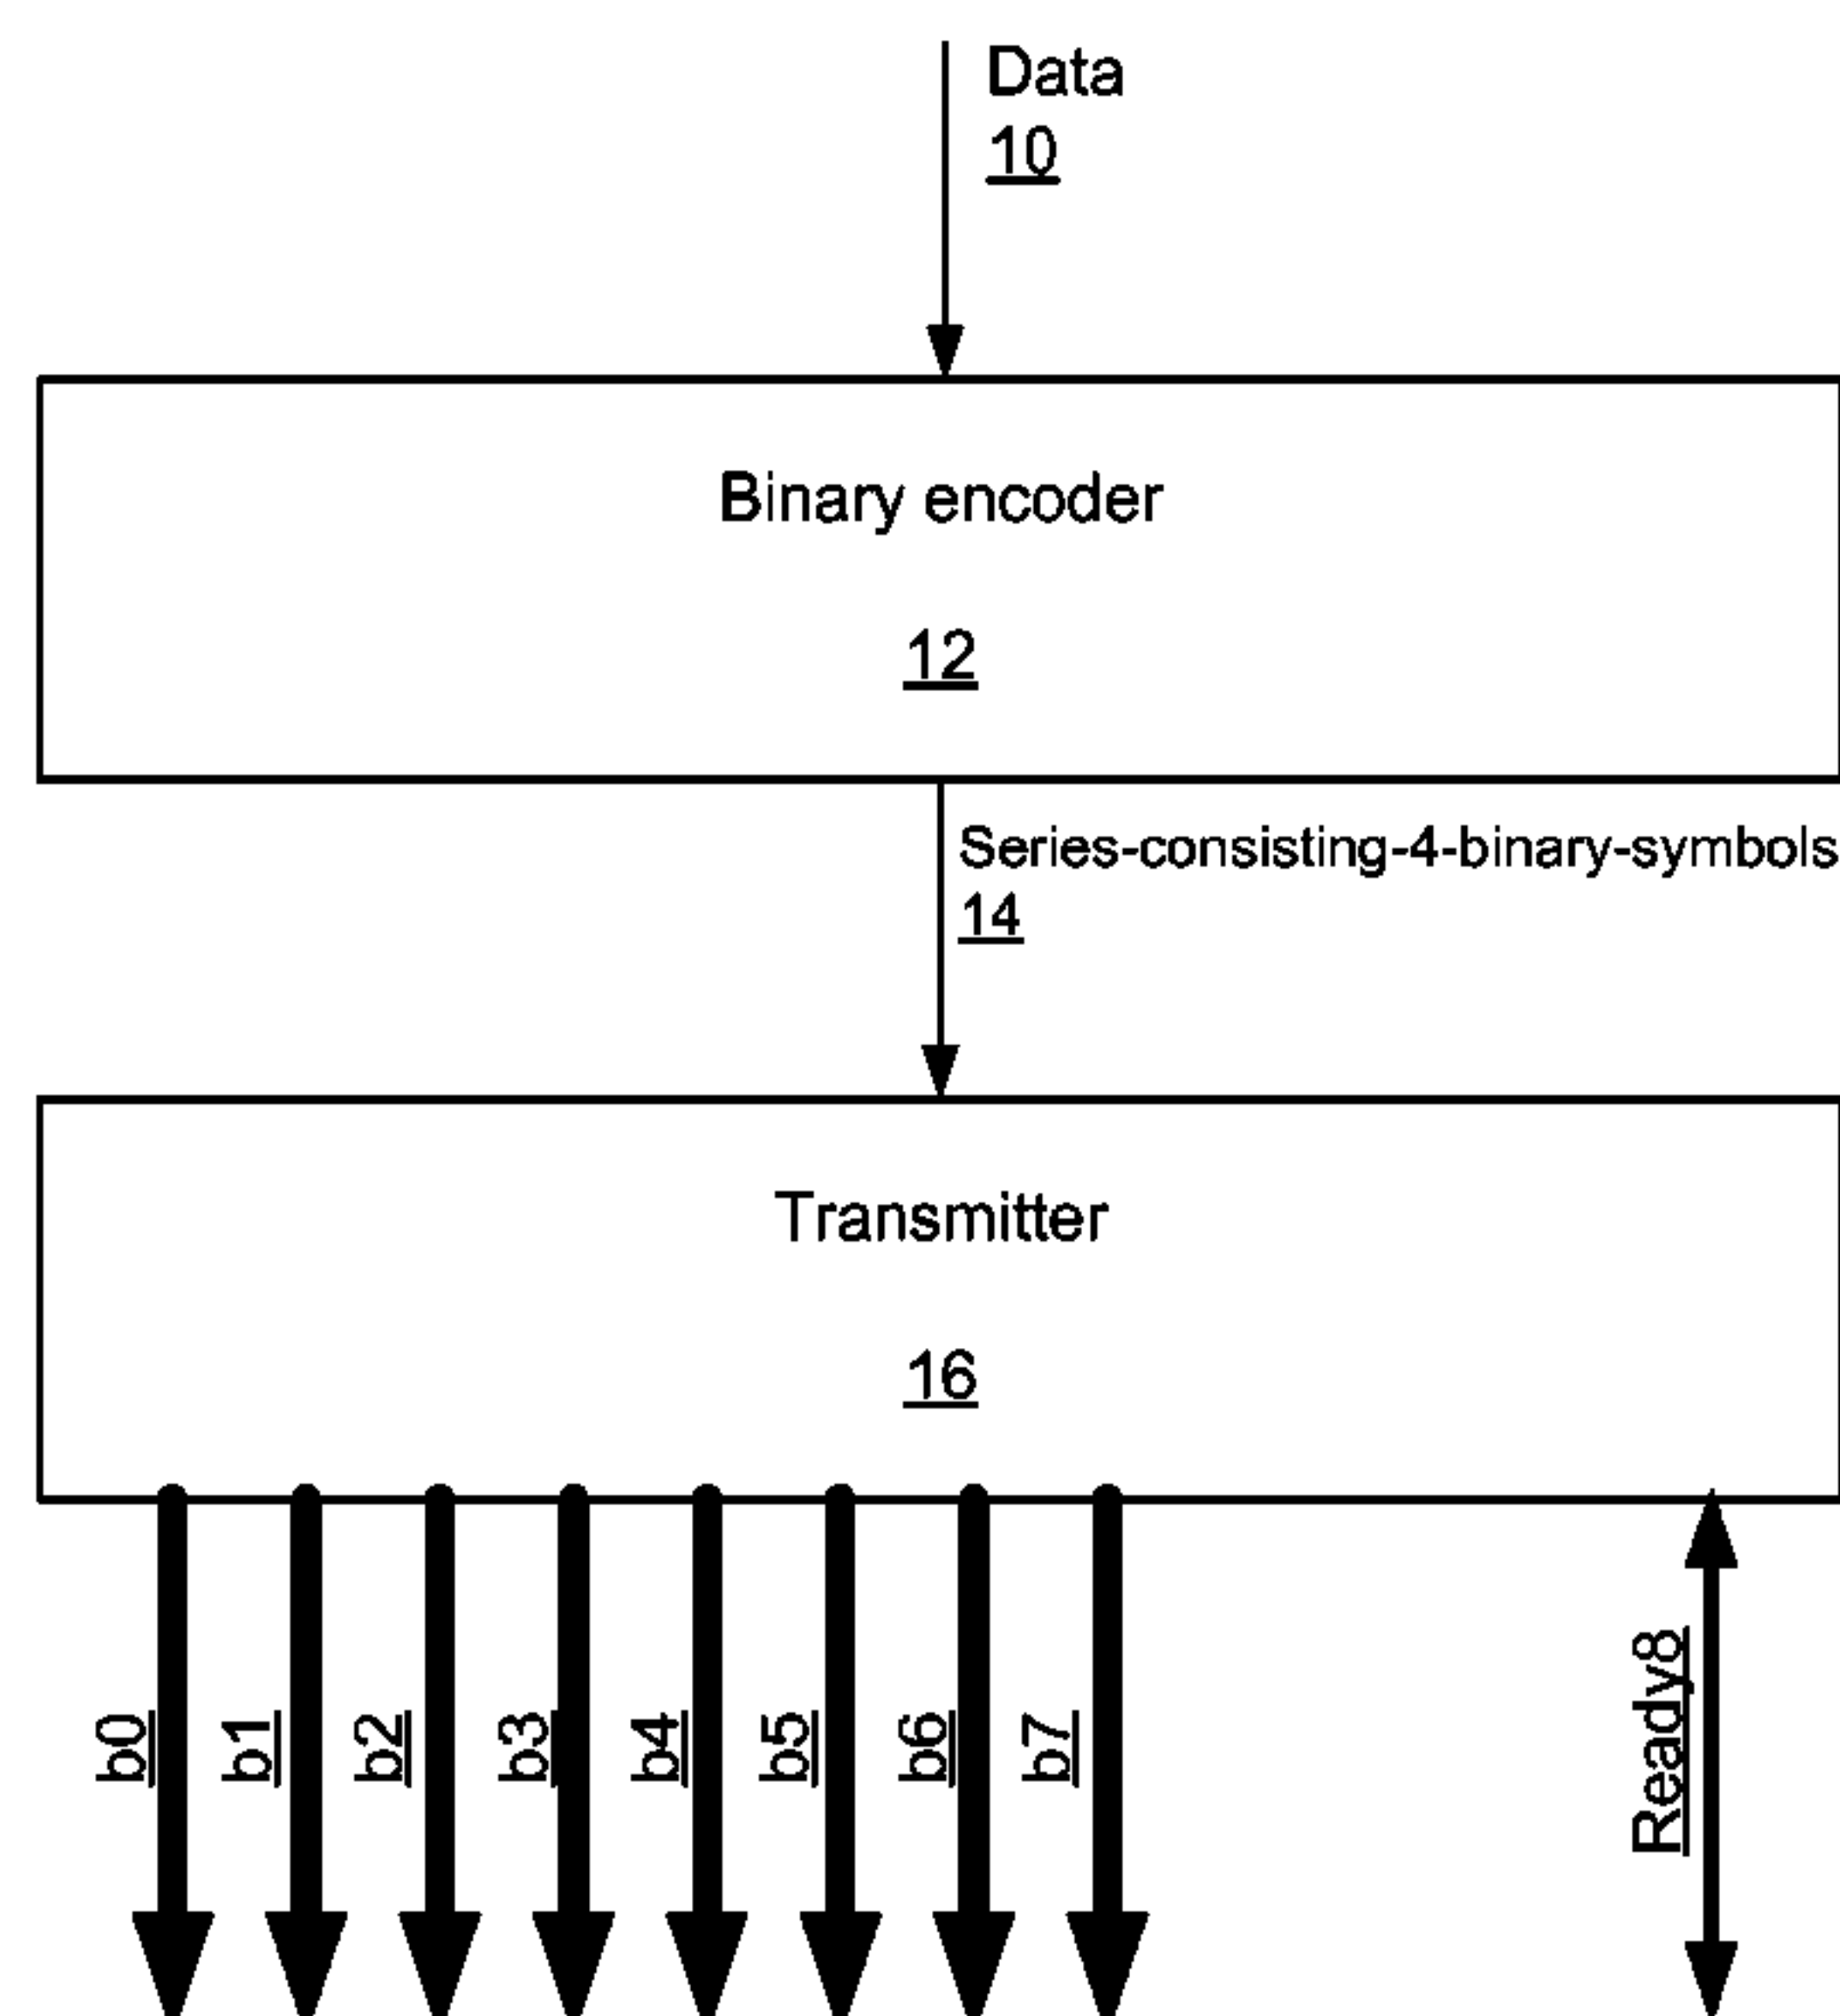 Data
10
Binary encoder
12
Series-consisting-4-binary-symbols
14
Transmitter
16
b0
b1
b2
b3
b4
b5
b6
b7
Ready8